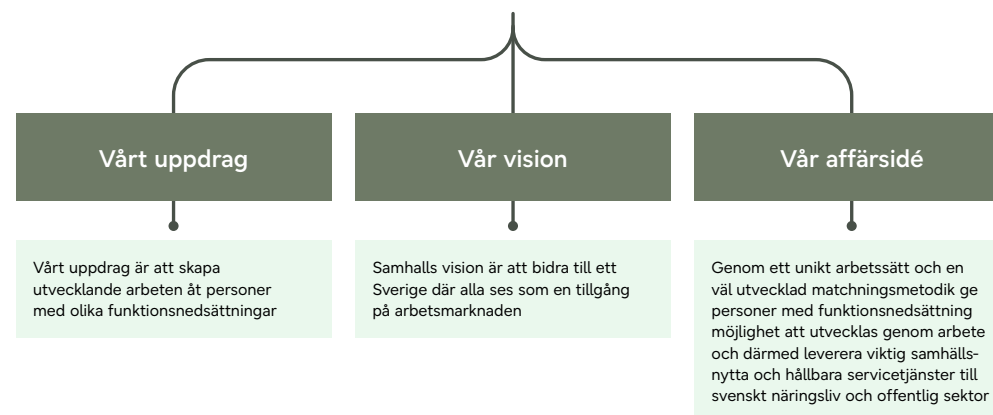 Vårt uppdrag
Vårt uppdrag är att skapa
utvecklande arbeten åt personer
med olika funktionsnedsättningar
Vår vision
Samhalls vision är att bidra till ett
Sverige där alla ses som en tillgång
på arbetsmarknaden
Vår affärsidé
Genom ett unikt arbetssätt och en
väl utvecklad matchningsmetodik ge
personer med funktionsnedsättning
möjlighet att utvecklas genom arbete
och därmed leverera viktig samhälls-
nytta och hållbara servicetjänster till
svenskt näringsliv och offentlig sektor